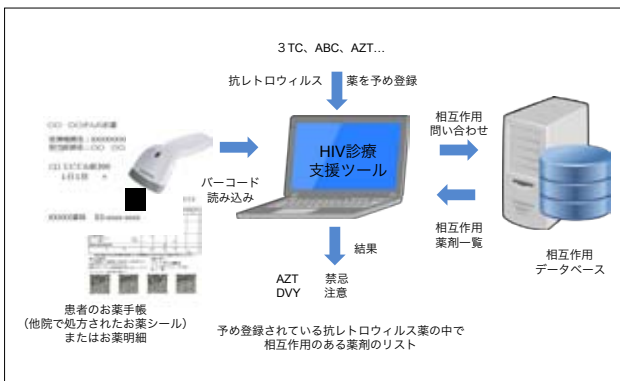 ３TC、ABC、AZT…
抗レトロウィルス 薬を予め登録
相互作用
問い合わせ
HIV診療
支援ツール
バーコード
読み込み
相互作用
薬剤一覧
結果
相互作用
データベース
AZT 禁忌
DVY 注意
患者のお薬手帳
（他院で処方されたお薬シール）
またはお薬明細
予め登録されている抗レトロウィルス薬の中で
相互作用のある薬剤のリスト